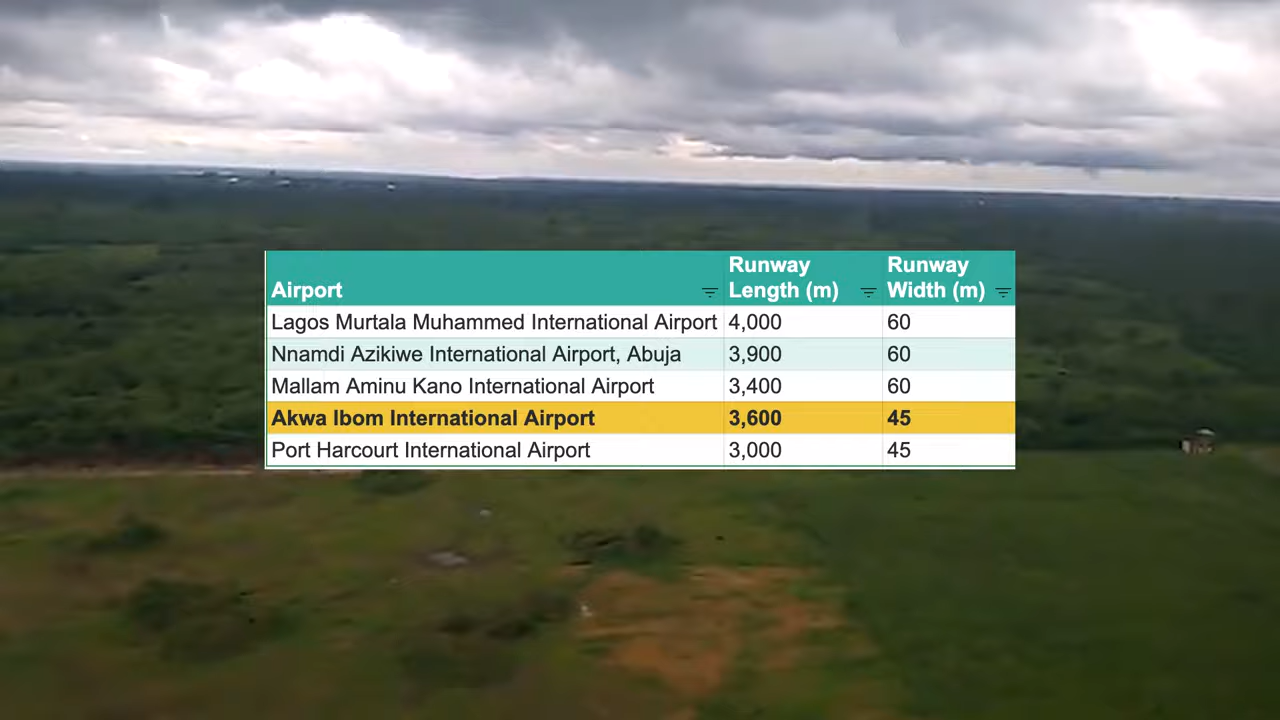 Airport Runway Length (m) Runway Width (m)
Lagos Murtala Muhammed International Airport 4,000 60
Nnamdi Azikiwe International Airport, Abuja 3,900 60
Mallam Aminu Kano International Airport 3,400 60
Akwa Ibom International Airport 3,600 45
Port Harcourt International Airport 3,000 45